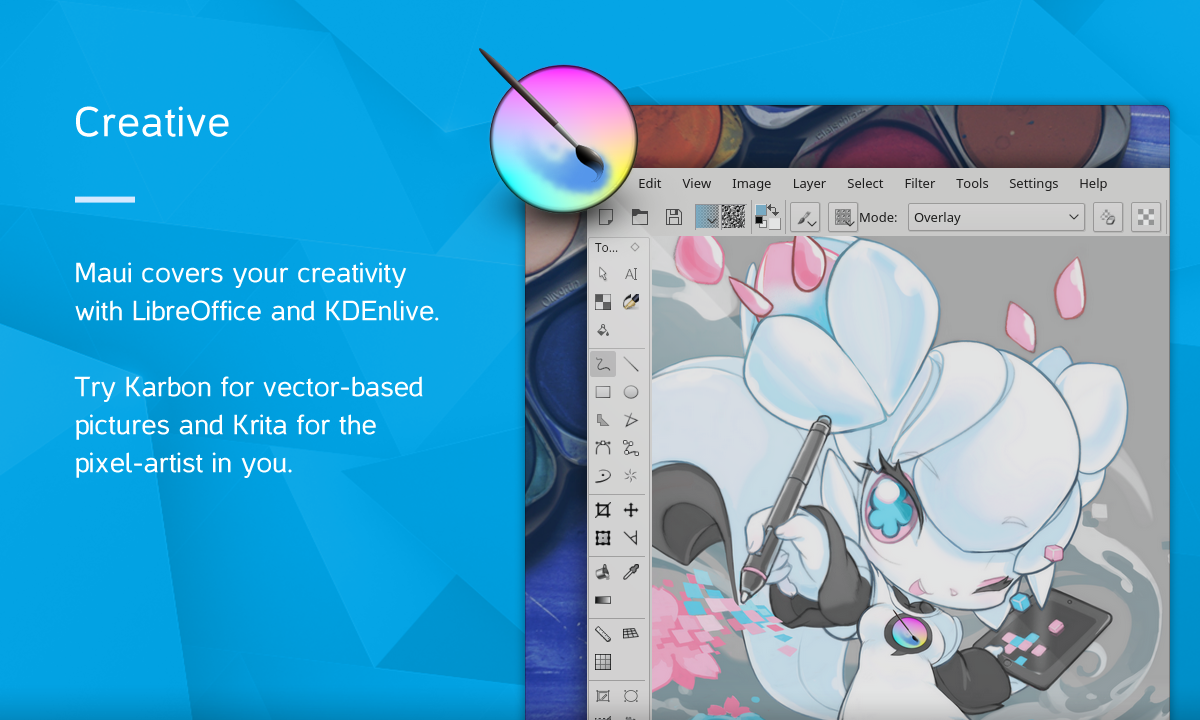 Creative
Maui covers your creativity
with LibreOffice and KDEnlive.
Try Karbon for vector-based
pictures and Krita for the
pixel-artist in you.
Edit View Image Layer Select Filter Tools Settings Help
Mode: Overlay
To...